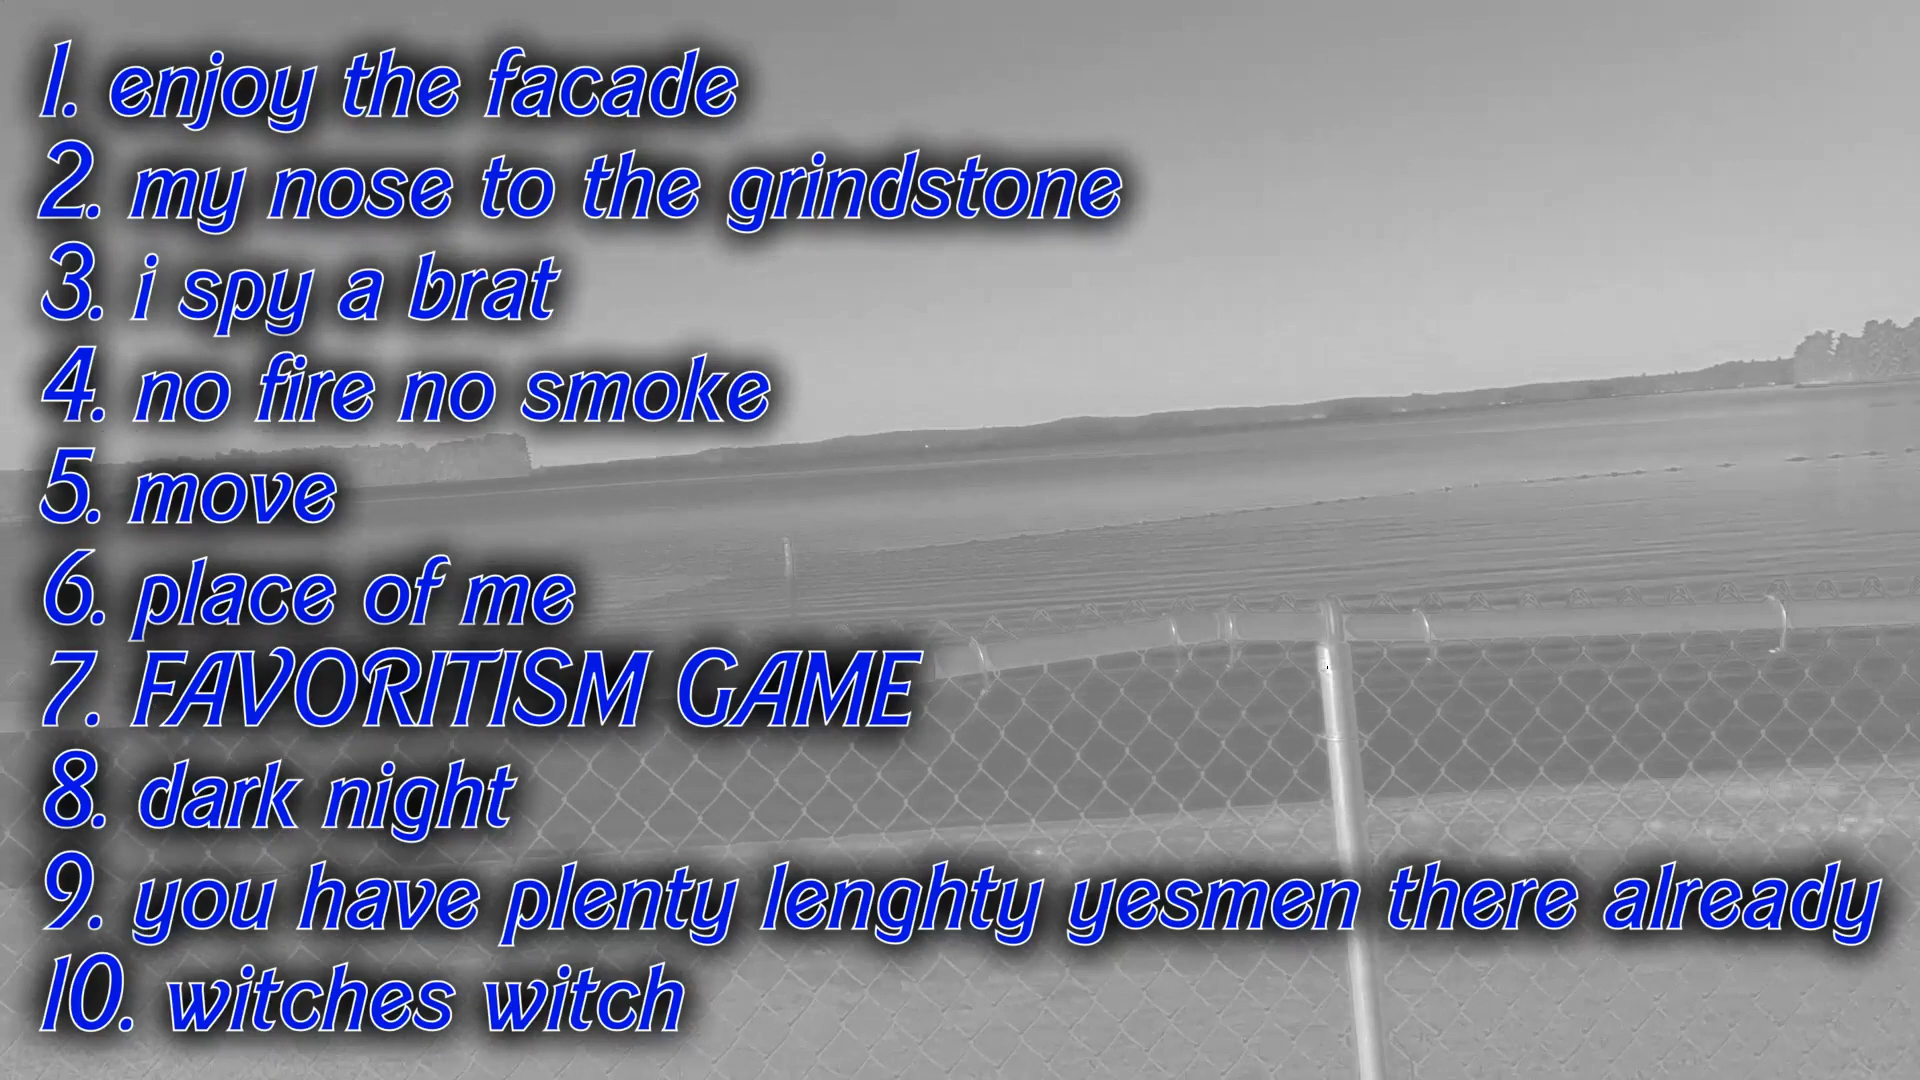 1. enjoy the facade
2. my nose to the grindstone
3. i spy a brat
4. no fire no smoke
5. move
6. place of me
7. FAVORITISM GAME
8. dark night
9. you have plenty lenghty yesmen there already
10. witches witch